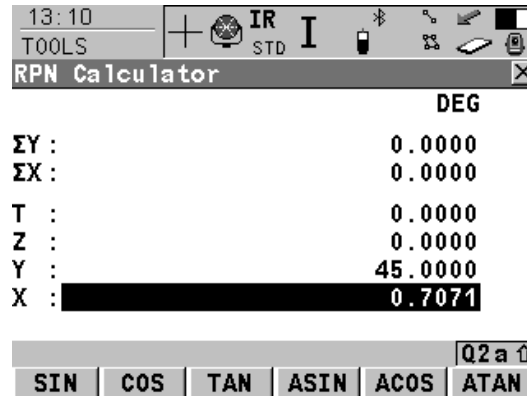 13:10 IR
TOOLS STD I
RPN Calculator X
DEG
ΣY : 0.0000
ΣX : 0.0000
T : 0.0000
Z : 0.0000
Y : 45.0000
X : 0.7071
Q2a⇧
SIN COS TAN ASIN ACOS ATAN